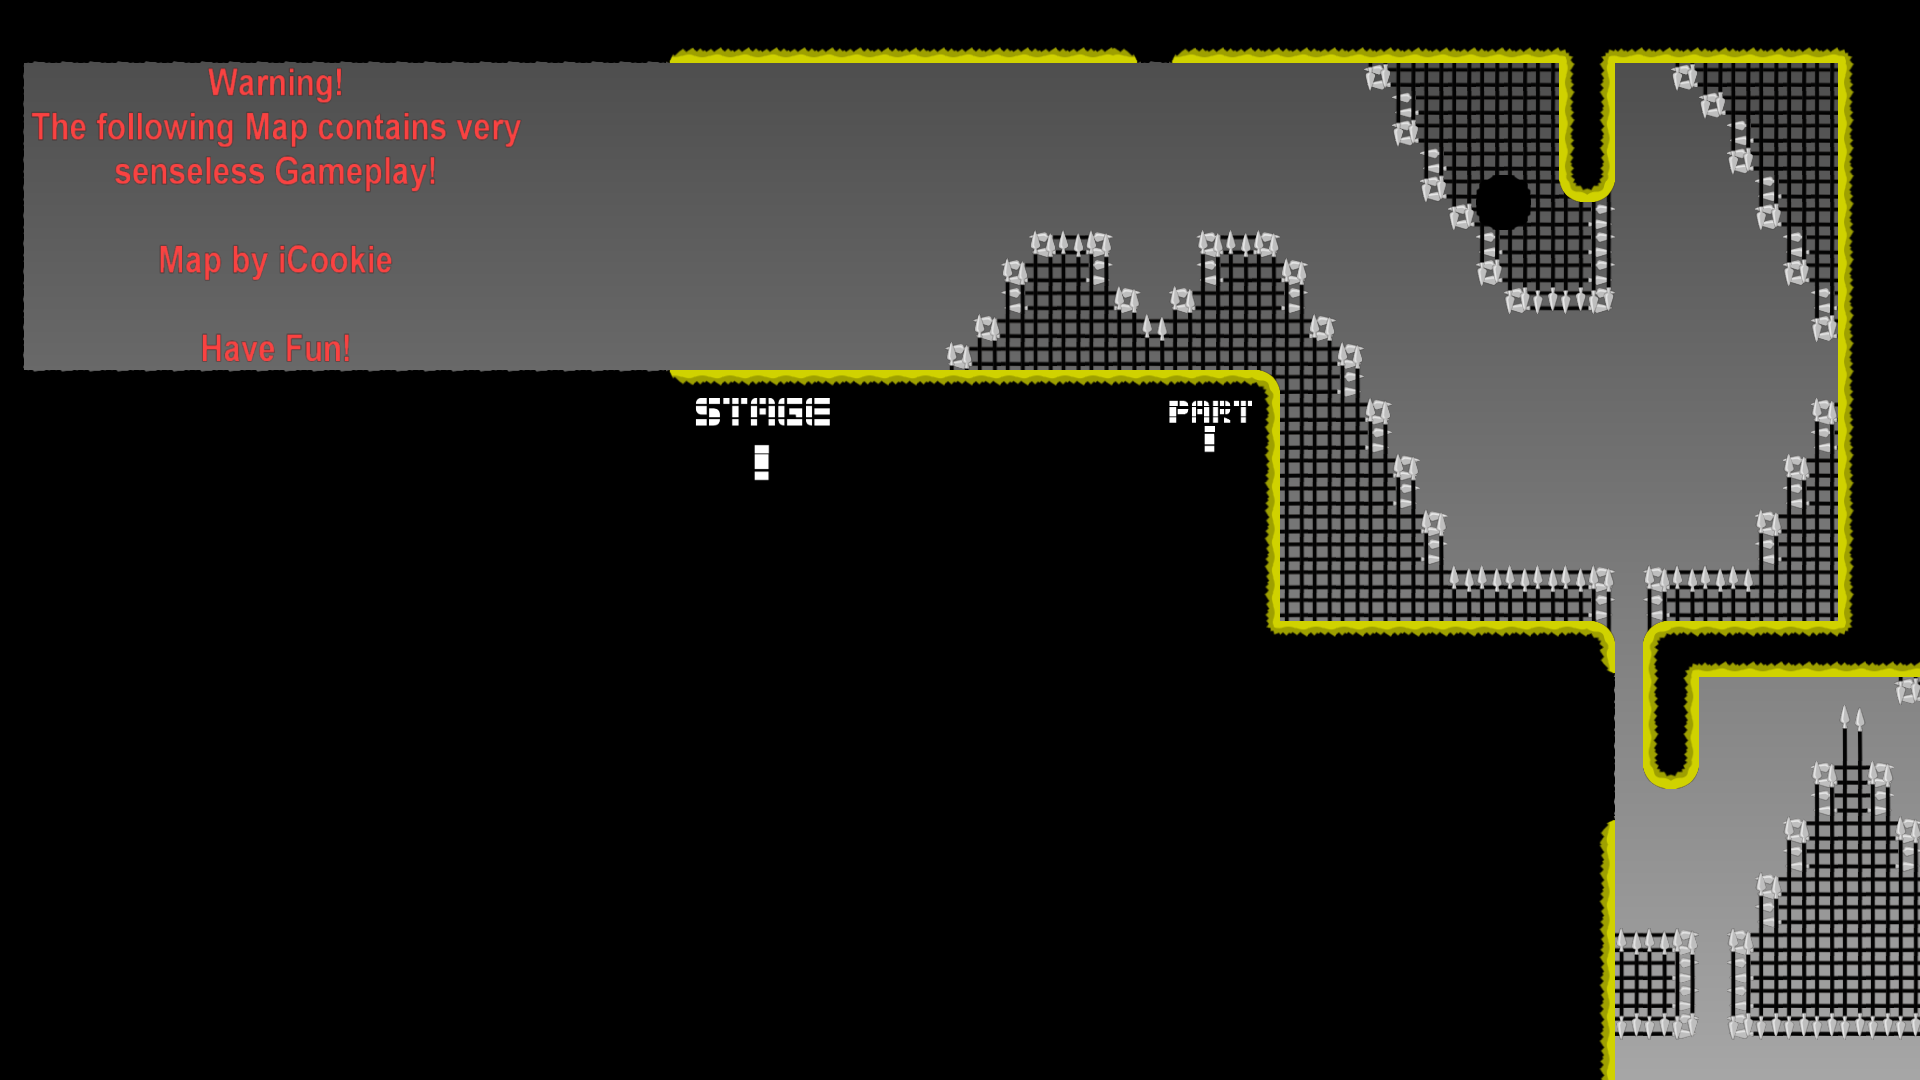 Warning!
The following Map contains very
senseless Gameplay!
Map by iCookie
Have Fun!
STAGE
PART